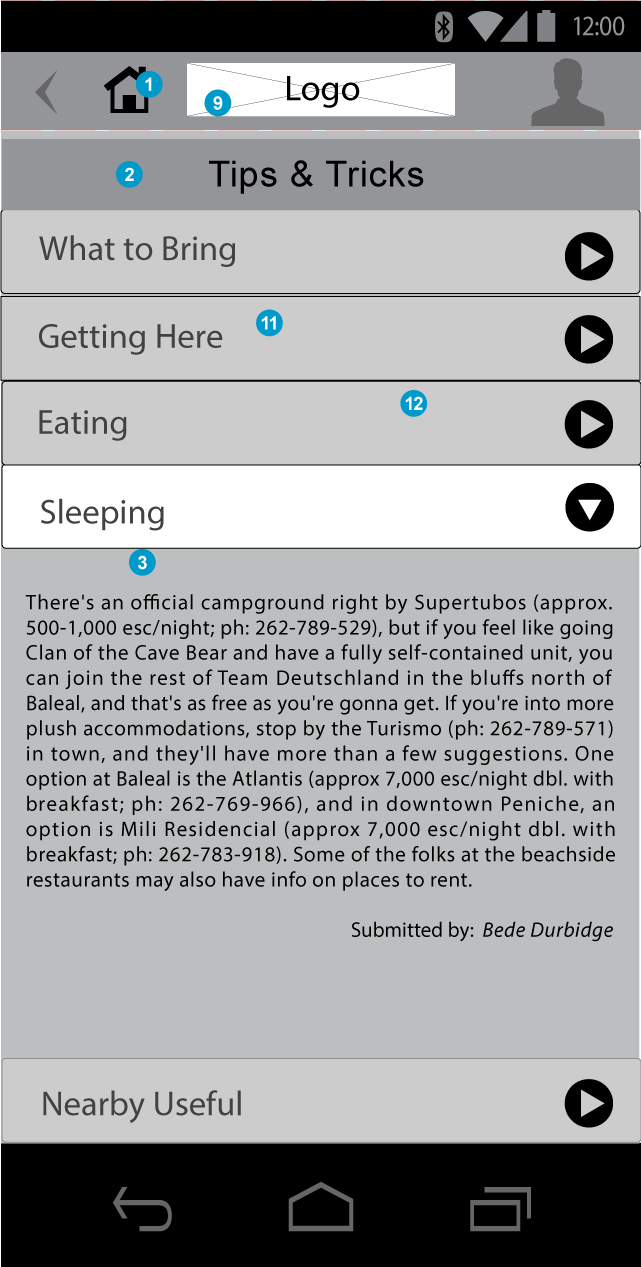 12:00
1
Logo
9
2
Tips & Tricks
What to Bring
11
Getting Here
12
Eating
Sleeping
3
There's an official campground right by Supertubos (approx.
500-1,000 esc/night; ph: 262-789-529), but if you feel like going
Clan of the Cave Bear and have a fully self-contained unit, you
can join the rest of Team Deutschland in the bluffs north of
Baleal, and that's as free as you're gonna get. If you're into more
plush accommodations, stop by the Turismo (ph: 262-789-571)
in town, and they'll have more than a few suggestions. One
option at Baleal is the Atlantis (approx 7,000 esc/night dbl. with
breakfast; ph: 262-769-966), and in downtown Peniche, an
option is Mili Residencial (approx 7,000 esc/night dbl. with
breakfast; ph: 262-783-918). Some of the folks at the beachside
restaurants may also have info on places to rent.
Submitted by: Bede Durbidge
Nearby Useful